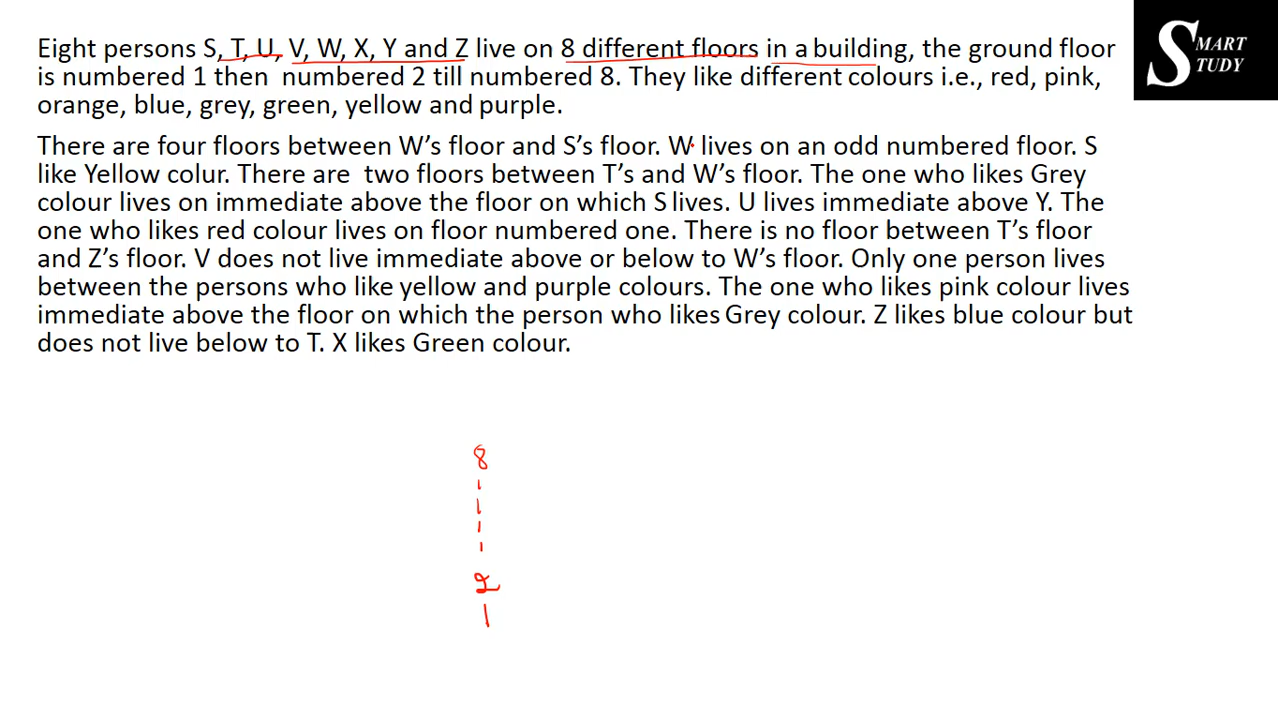 Eight persons S, T, U, V, W, X, Y and Z live on 8 different floors in a building, the ground floor
is numbered 1 then numbered 2 till numbered 8. They like different colours i.e., red, pink,
orange, blue, grey, green, yellow and purple.
There are four floors between W's floor and S's floor. W lives on an odd numbered floor. S
like Yellow colur. There are two floors between T's and W's floor. The one who likes Grey
colour lives on immediate above the floor on which S lives. U lives immediate above Y. The
one who likes red colour lives on floor numbered one. There is no floor between T's floor
and Z's floor. V does not live immediate above or below to W's floor. Only one person lives
between the persons who like yellow and purple colours. The one who likes pink colour lives
immediate above the floor on which the person who likes Grey colour. Z likes blue colour but
does not live below to T. X likes Green colour.
SMART
STUDY
8
2
1